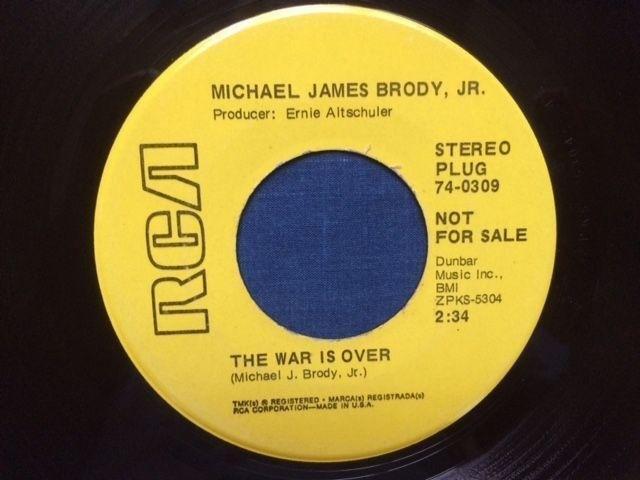 MICHAEL JAMES BRODY, JR.
Producer: Ernie Altschuler
RCA
STEREO
PLUG
74-0309
NOT
FOR SALE
Dunbar
Music Inc.,
BMI
ZPKS-5304
2:34
THE WAR IS OVER
(Michael J. Brody, Jr.)
TMK(s) ® REGISTERED • MARCA(s) REGISTRADA(s)
RCA CORPORATION—MADE IN U.S.A.